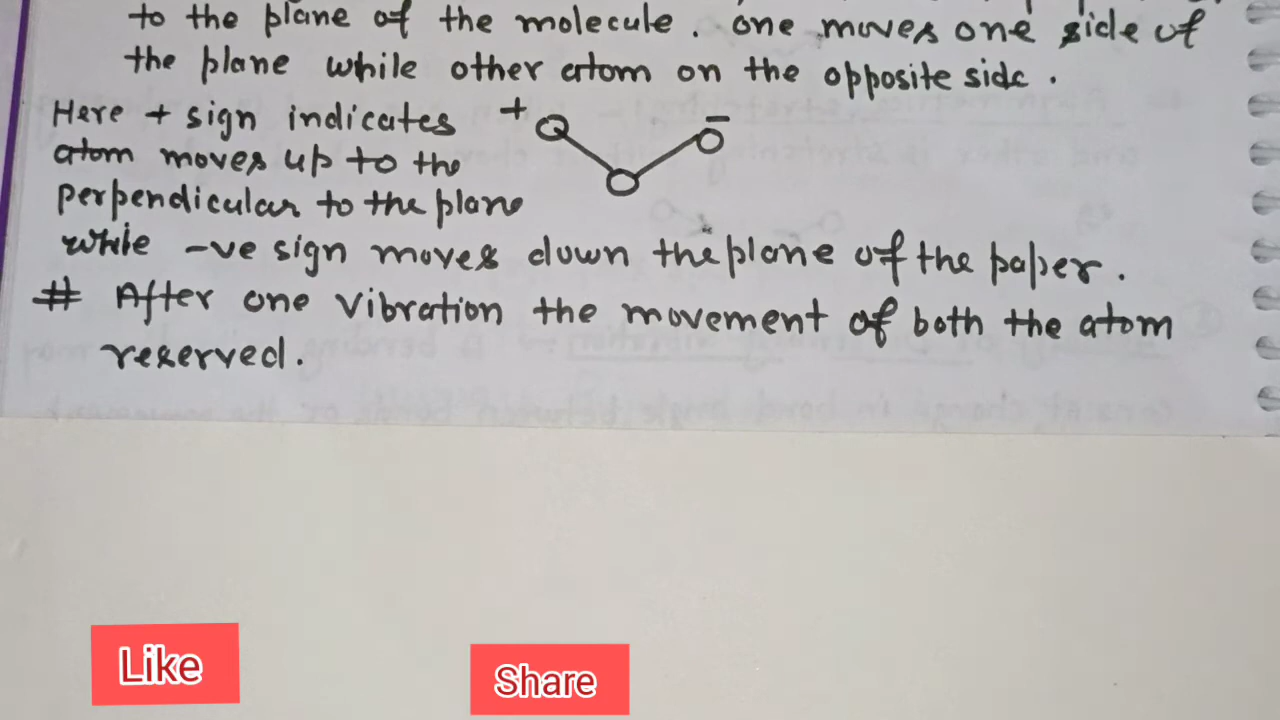 to the plane of the molecule. one moves one side of
the plane while other atom on the opposite side.
Here + sign indicates + -
atom moves up to the
perpendicular to the plane
while -ve sign moves down the plane of the paper.
# After one vibration the movement of both the atom
reserved.
Like
Share